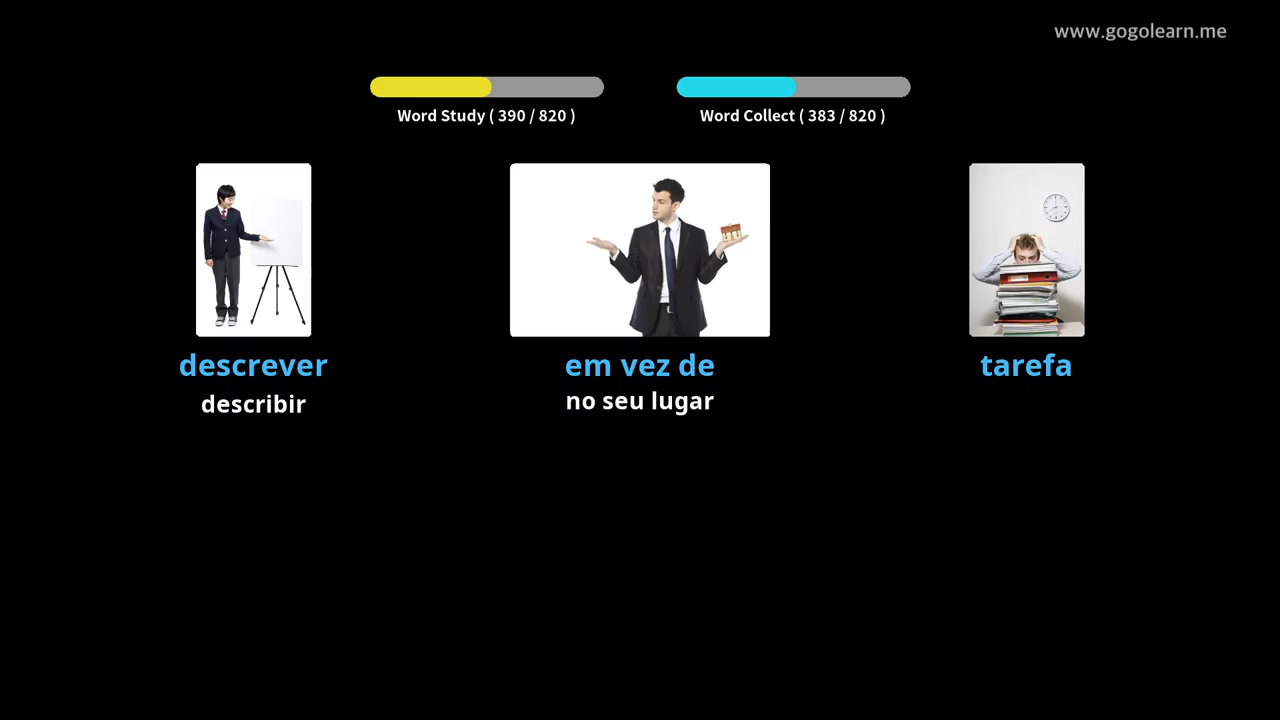 www.gogolearn.me
Word Study ( 390 / 820 )
Word Collect ( 383 / 820 )
descrever
describir
em vez de
no seu lugar
tarefa